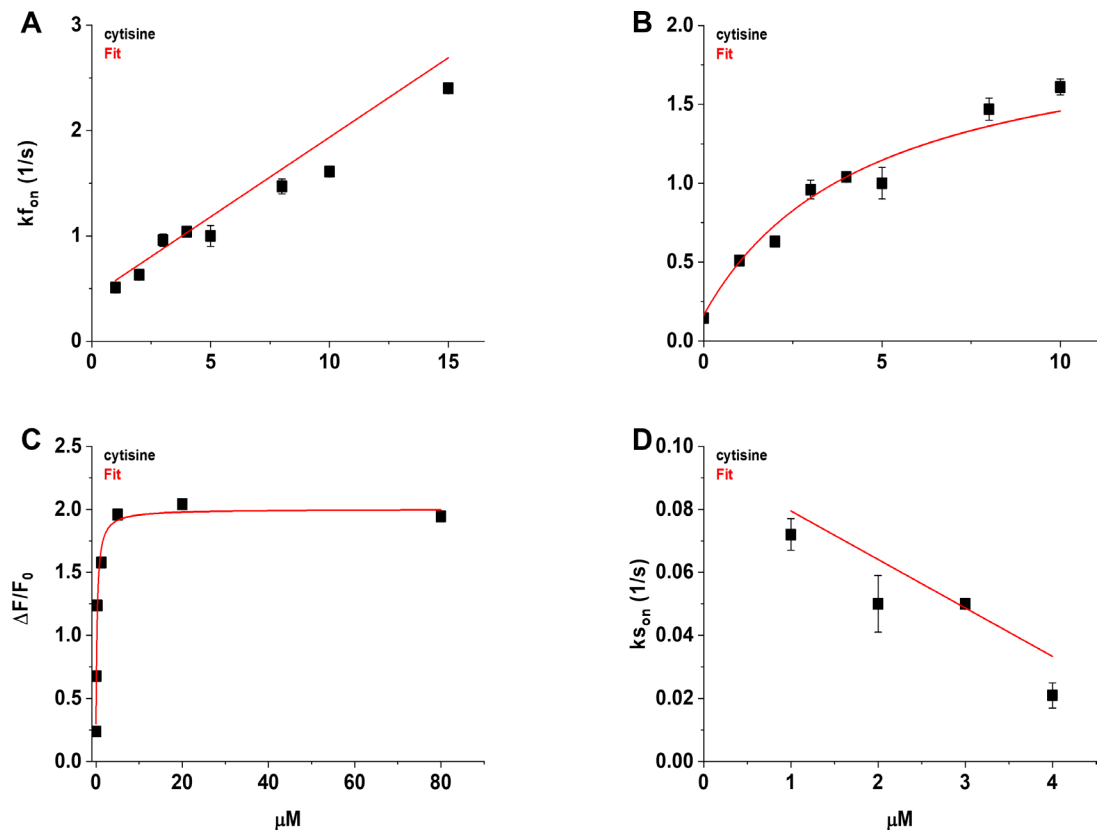 A
cytisine
Fit
kf_on (1/s)
3
2
1
0
0
5
10
15
B
cytisine
Fit
2.0
1.5
1.0
0.5
0.0
0
5
10
C
cytisine
Fit
ΔF/F_0
2.5
2.0
1.5
1.0
0.5
0.0
0
20
40
60
80
μM
D
cytisine
Fit
ks_on (1/s)
0.10
0.08
0.06
0.04
0.02
0.00
0
1
2
3
4
μM